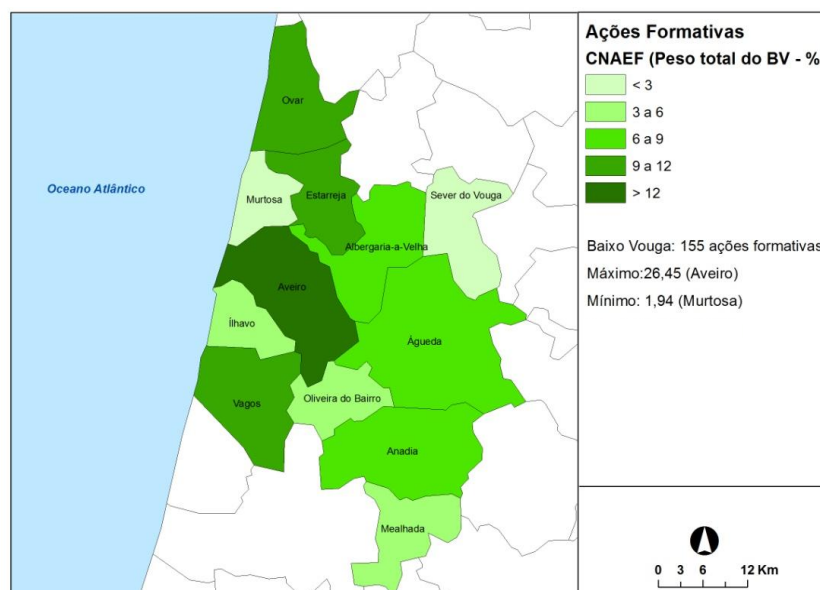 Ações Formativas
CNAEF (Peso total do BV - %
< 3
3 a 6
6 a 9
9 a 12
> 12
Baixo Vouga: 155 ações formativas
Máximo:26,45 (Aveiro)
Mínimo: 1,94 (Murtosa)
Oceano Atlântico
Ovar
Murtosa
Estarreja
Sever do Vouga
Albergaria-a-Velha
Aveiro
Ílhavo
Águeda
Vagos
Oliveira do Bairro
Anadia
Mealhada
0 3 6 12 Km